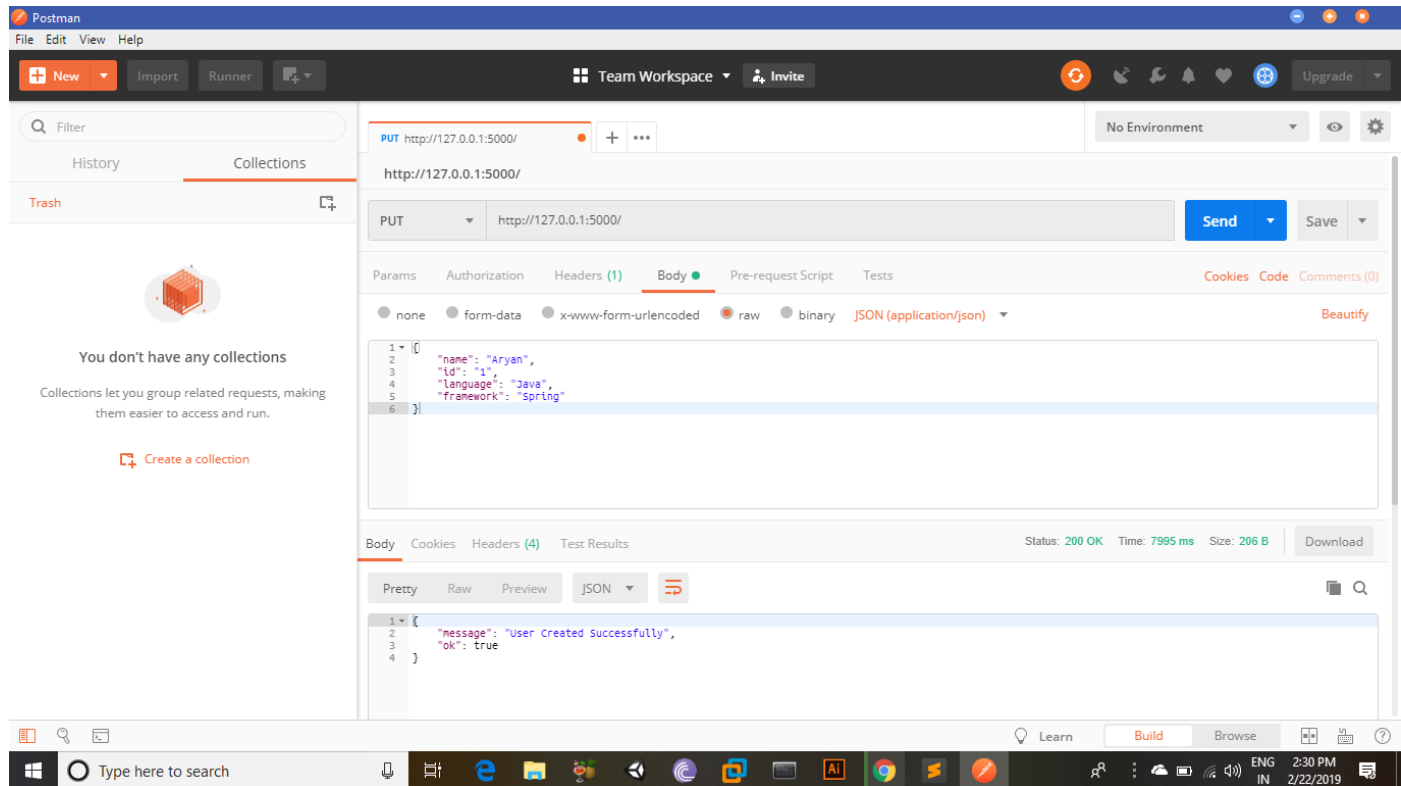 Postman
File Edit View Help
New Import Runner Team Workspace Invite Upgrade
Filter
History Collections
Trash
You don't have any collections
Collections let you group related requests, making
them easier to access and run.
Create a collection
PUT http://127.0.0.1:5000/
No Environment
http://127.0.0.1:5000/
PUT http://127.0.0.1:5000/ Send Save
Params Authorization Headers (1) Body Pre-request Script Tests Cookies Code Comments (0)
none form-data x-www-form-urlencoded raw binary JSON (application/json) Beautify
1 {
2 "name": "Aryan",
3 "id": "1",
4 "language": "Java",
5 "framework": "Spring"
6 }
Body Cookies Headers (4) Test Results Status: 200 OK Time: 7995 ms Size: 206 B Download
Pretty Raw Preview JSON
1 {
2 "message": "User Created Successfully",
3 "ok": true
4 }
Learn Build Browse
Type here to search Ai ENG IN 2:30 PM 2/22/2019